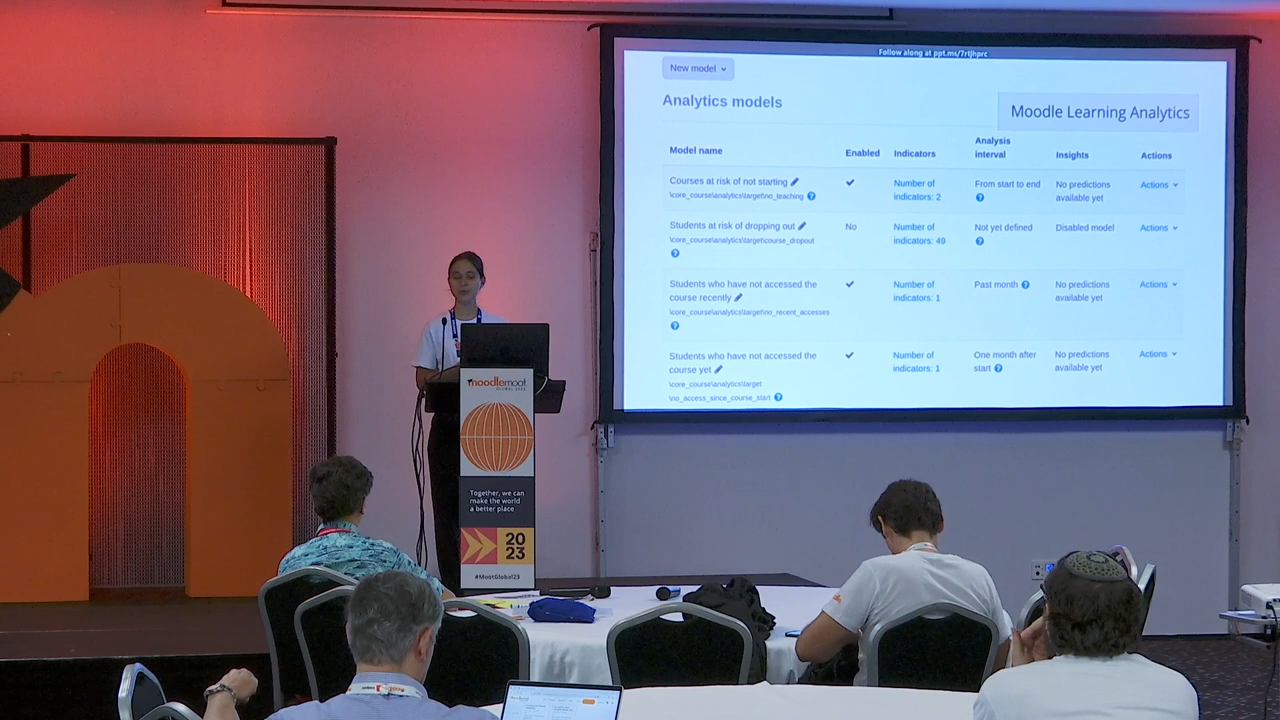 Follow along at ppt.ms/7rtjhprc
New model
Analytics models
Moodle Learning Analytics
Model name
Enabled
Indicators
Analysis
interval
Insights
Actions
Courses at risk of not starting
\core_course\analytics\target\no_teaching
Number of
indicators: 2
From start to end
No predictions
available yet
Actions
Students at risk of dropping out
\core_course\analytics\target\course_dropout
No
Number of
indicators: 49
Not yet defined
Disabled model
Actions
Students who have not accessed the
course recently
\core_course\analytics\target\no_recent_accesses
Number of
indicators: 1
Past month
No predictions
available yet
Actions
Students who have not accessed the
course yet
\core_course\analytics\target
\no_access_since_course_start
Number of
indicators: 1
One month after
start
No predictions
available yet
Actions
moodlemoot
GLOBAL 2023
Together, we can
make the world
a better place
20
23
#MootGlobal23